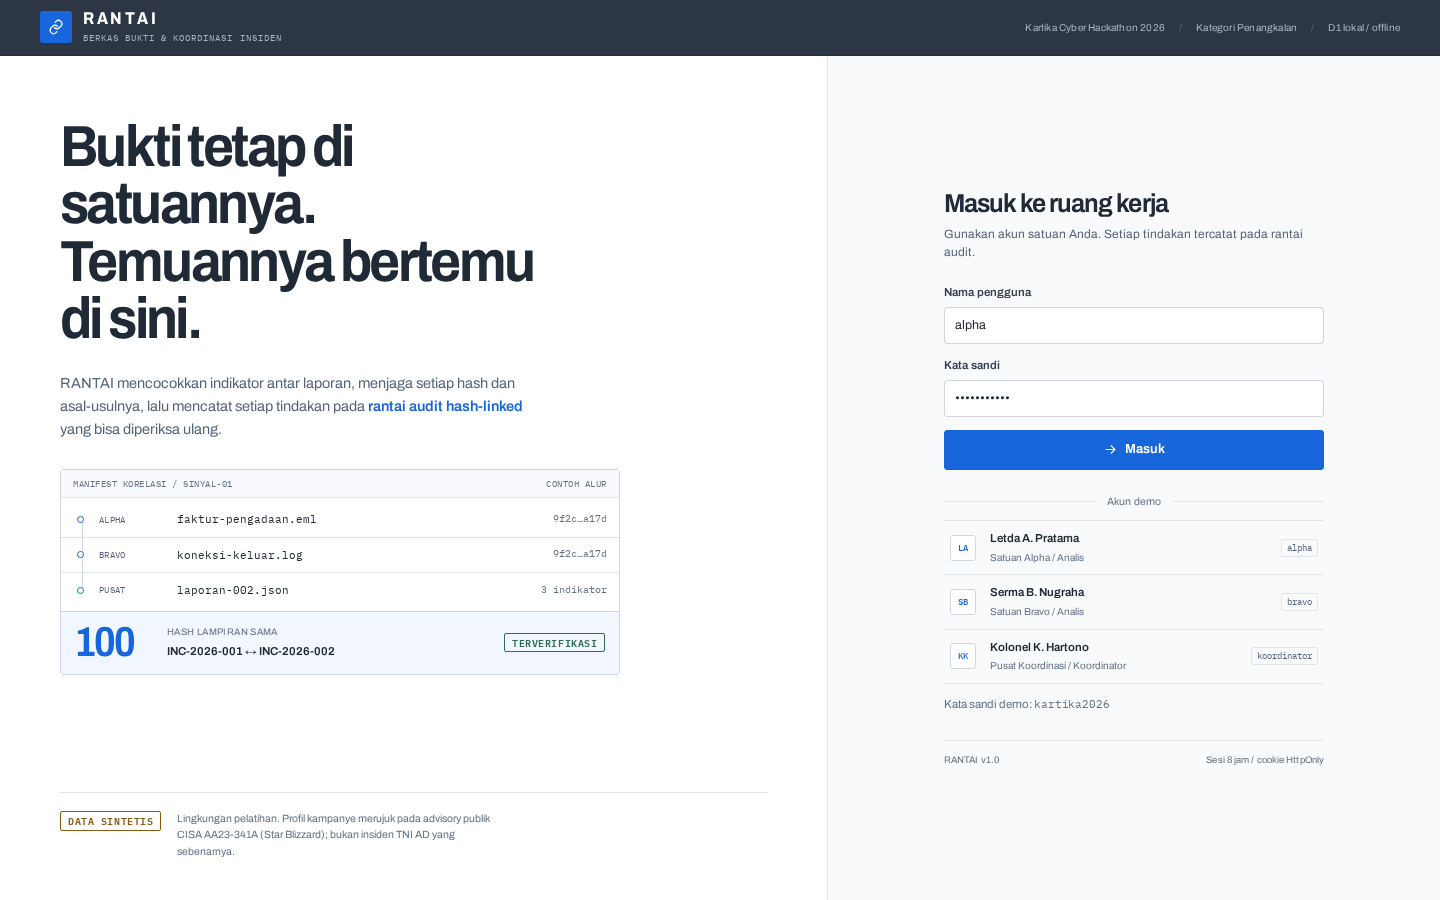 RANTAI
BERKAS BUKTI & KOORDINASI INSIDEN
Kartika Cyber Hackathon 2026 / Kategori Penangkalan / D1 lokal / offline
Bukti tetap di
satuannya.
Temuannya bertemu
di sini.
RANTAI mencocokkan indikator antar laporan, menjaga setiap hash dan
asal-usulnya, lalu mencatat setiap tindakan pada rantai audit hash-linked
yang bisa diperiksa ulang.
MANIFEST KORELASI / SINYAL-01 CONTOH ALUR
ALPHA faktur-pengadaan.eml 9f2c…a17d
BRAVO koneksi-keluar.log 9f2c…a17d
PUSAT laporan-002.json 3 indikator
100
HASH LAMPIRAN SAMA
INC-2026-001 ↔ INC-2026-002
TERVERIFIKASI
DATA SINTETIS
Lingkungan pelatihan. Profil kampanye merujuk pada advisory publik
CISA AA23-341A (Star Blizzard); bukan insiden TNI AD yang
sebenarnya.
Masuk ke ruang kerja
Gunakan akun satuan Anda. Setiap tindakan tercatat pada rantai
audit.
Nama pengguna
alpha
Kata sandi
•••••••••••
→ Masuk
Akun demo
LA
Letda A. Pratama
Satuan Alpha / Analis
alpha
SB
Serma B. Nugraha
Satuan Bravo / Analis
bravo
KK
Kolonel K. Hartono
Pusat Koordinasi / Koordinator
koordinator
Kata sandi demo: kartika2026
RANTAI v1.0 Sesi 8 jam / cookie HttpOnly